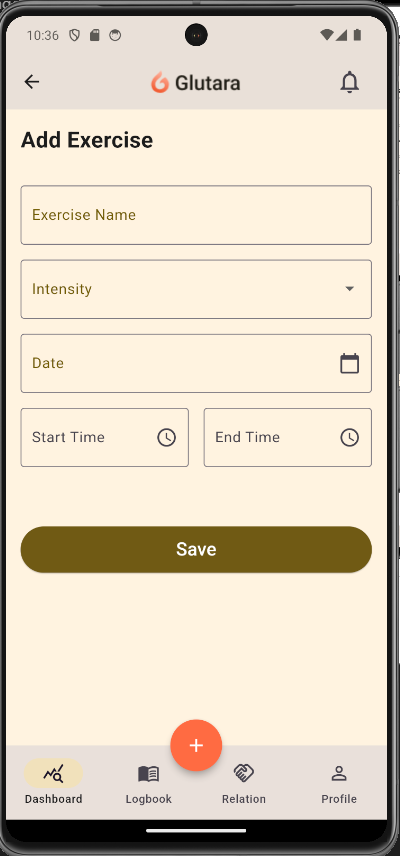 10:36
Glutara
Add Exercise
Exercise Name
Intensity
Date
Start Time
End Time
Save
+
Dashboard
Logbook
Relation
Profile